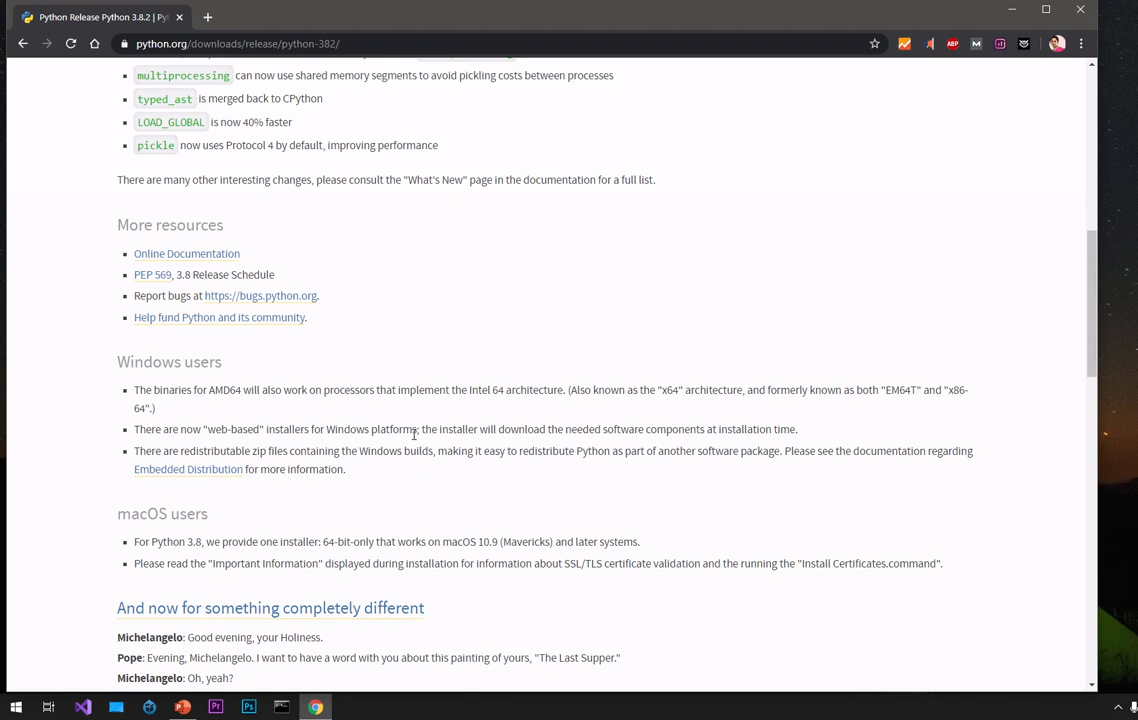 Python Release Python 3.8.2 | Py
python.org/downloads/release/python-382/
ABP
M
multiprocessing can now use shared memory segments to avoid pickling costs between processes
typed_ast is merged back to CPython
LOAD_GLOBAL is now 40% faster
pickle now uses Protocol 4 by default, improving performance
There are many other interesting changes, please consult the "What's New" page in the documentation for a full list.
More resources
Online Documentation
PEP 569, 3.8 Release Schedule
Report bugs at https://bugs.python.org.
Help fund Python and its community.
Windows users
The binaries for AMD64 will also work on processors that implement the Intel 64 architecture. (Also known as the "x64" architecture, and formerly known as both "EM64T" and "x86-
64".)
There are now "web-based" installers for Windows platforms; the installer will download the needed software components at installation time.
There are redistributable zip files containing the Windows builds, making it easy to redistribute Python as part of another software package. Please see the documentation regarding
Embedded Distribution for more information.
macOS users
For Python 3.8, we provide one installer: 64-bit-only that works on macOS 10.9 (Mavericks) and later systems.
Please read the "Important Information" displayed during installation for information about SSL/TLS certificate validation and the running the "Install Certificates.command".
And now for something completely different
Michelangelo: Good evening, your Holiness.
Pope: Evening, Michelangelo. I want to have a word with you about this painting of yours, "The Last Supper."
Michelangelo: Oh, yeah?
Pr
Ps